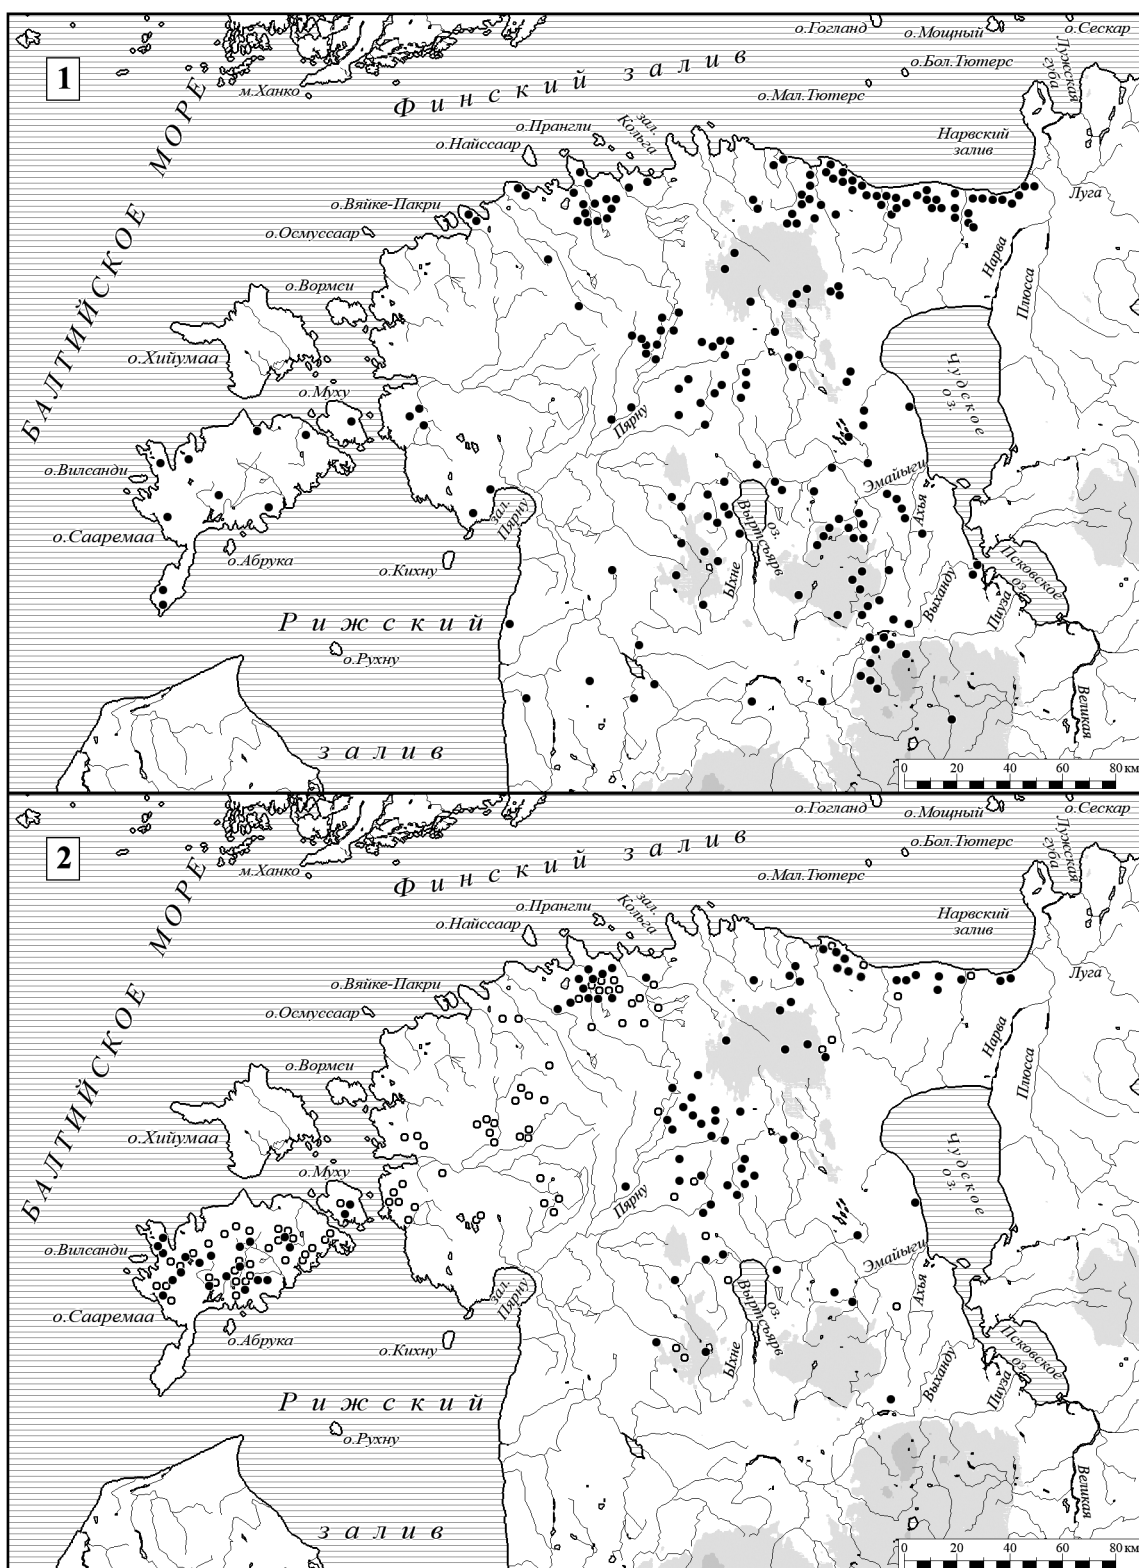 1
о.Гогланд
о.Мощный
о.Сескар
Лужская
губа
о.Бол.Тютерс
о.Мал.Тютерс
м.Ханко
Финский залив
БАЛТИЙСКОЕ МОРЕ
о.Прангли
зал.
Кольга
о.Найссаар
Нарвский
залив
Луга
о.Вяйке-Пакри
о.Осмуссаар
Нарва
Плюсса
о.Вормси
о.Хийумаа
Чудское
оз.
о.Муху
Пярну
о.Вилсанди
Эмайыги
Ахья
зал.
Пярну
оз.
Выртсъярв
о.Сааремаа
о.Абрука
о.Кихну
Ыхне
Псковское
оз.
Выханду
Пиуза
Рижский
о.Рухну
Великая
залив
0 20 40 60 80 км
2
о.Гогланд
о.Мощный
о.Сескар
Лужская
губа
о.Бол.Тютерс
о.Мал.Тютерс
м.Ханко
Финский залив
БАЛТИЙСКОЕ МОРЕ
о.Прангли
зал.
Кольга
о.Найссаар
Нарвский
залив
Луга
о.Вяйке-Пакри
о.Осмуссаар
Нарва
Плюсса
о.Вормси
о.Хийумаа
Чудское
оз.
о.Муху
Пярну
о.Вилсанди
Эмайыги
Ахья
зал.
Пярну
оз.
Выртсъярв
о.Сааремаа
о.Абрука
о.Кихну
Ыхне
Псковское
оз.
Выханду
Пиуза
Рижский
о.Рухну
Великая
залив
0 20 40 60 80 км